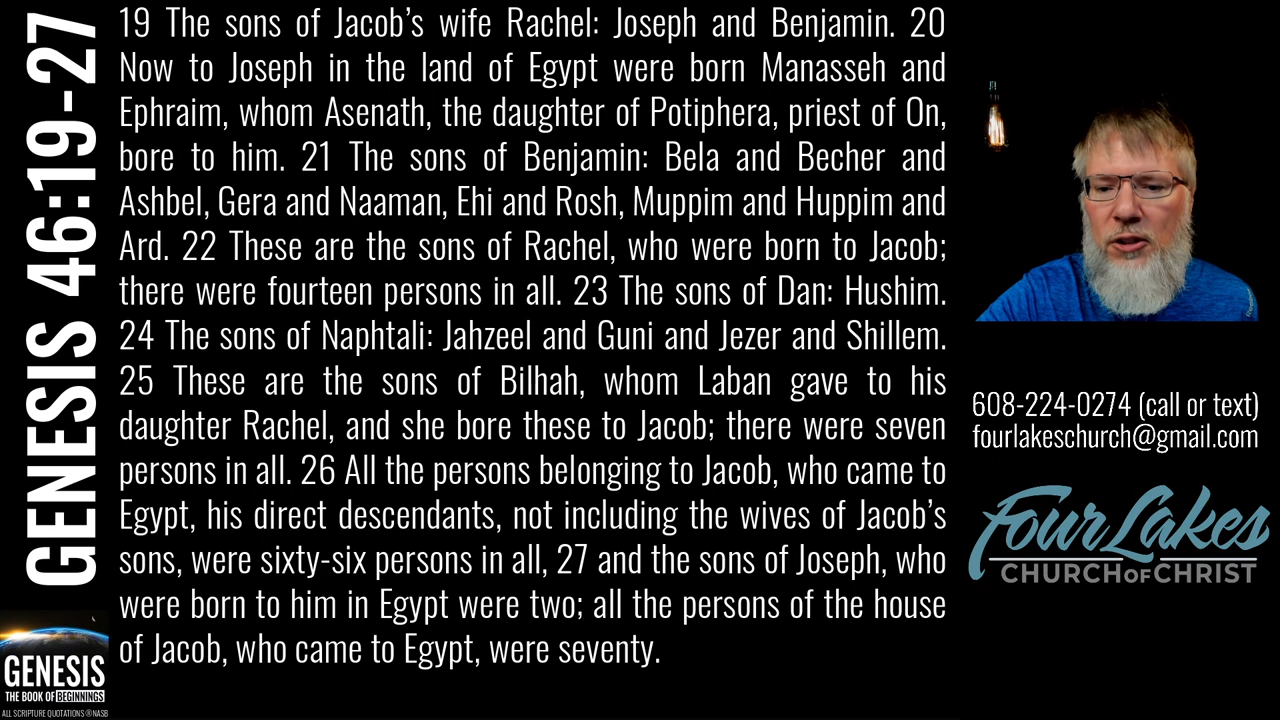 GENESIS 46:19-27
19 The sons of Jacob’s wife Rachel: Joseph and Benjamin. 20
Now to Joseph in the land of Egypt were born Manasseh and
Ephraim, whom Asenath, the daughter of Potiphera, priest of On,
bore to him. 21 The sons of Benjamin: Bela and Becher and
Ashbel, Gera and Naaman, Ehi and Rosh, Muppim and Huppim and
Ard. 22 These are the sons of Rachel, who were born to Jacob;
there were fourteen persons in all. 23 The sons of Dan: Hushim.
24 The sons of Naphtali: Jahzeel and Guni and Jezer and Shillem.
25 These are the sons of Bilhah, whom Laban gave to his
daughter Rachel, and she bore these to Jacob; there were seven
persons in all. 26 All the persons belonging to Jacob, who came to
Egypt, his direct descendants, not including the wives of Jacob’s
sons, were sixty-six persons in all, 27 and the sons of Joseph, who
were born to him in Egypt were two; all the persons of the house
of Jacob, who came to Egypt, were seventy.
608-224-0274 (call or text)
fourlakeschurch@gmail.com
Four Lakes
CHURCH OF CHRIST
GENESIS
THE BOOK OF BEGINNINGS
ALL SCRIPTURE QUOTATIONS ® NASB